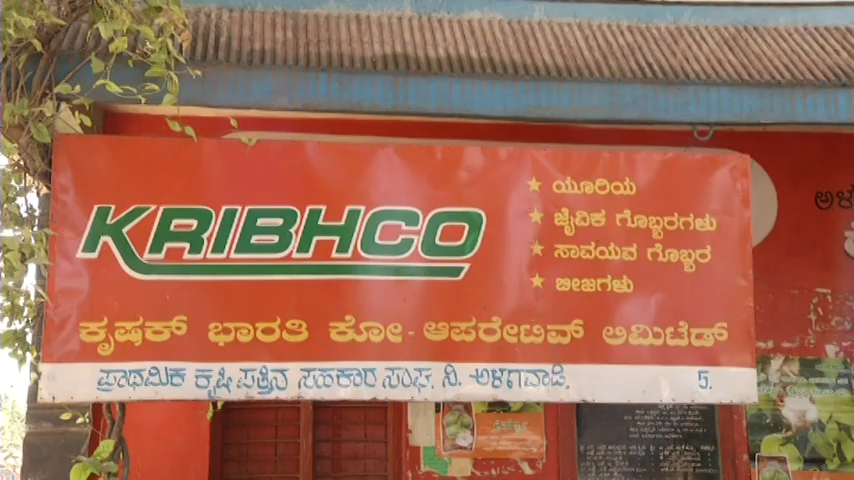 KRIBHCO
ಯೂರಿಯ
ಜೈವಿಕ ಗೊಬ್ಬರಗಳು
ಸಾವಯವ ಗೊಬ್ಬರ
ಬೀಜಗಳು
ಕೃಷಕ್ ಭಾರತಿ ಕೋ-ಆಪರೇಟಿವ್ ಲಿಮಿಟೆಡ್
ಪ್ರಾಥಮಿಕ ಕೃಷಿ ಪತ್ತಿನ ಸಹಕಾರ ಸಂಘ. ನಿ. ಅಳಗವಾಡಿ. 5.